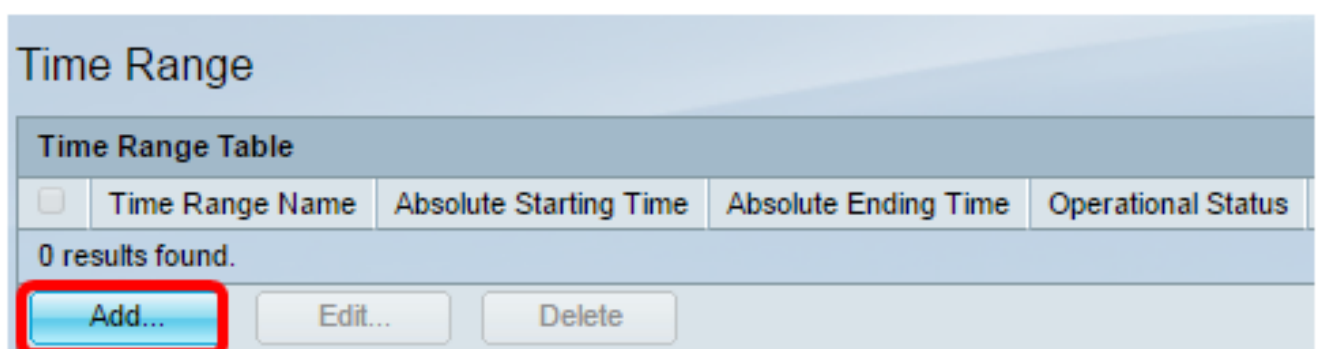 Time Range
Time Range Table
Time Range Name Absolute Starting Time Absolute Ending Time Operational Status
0 results found.
Add... Edit... Delete